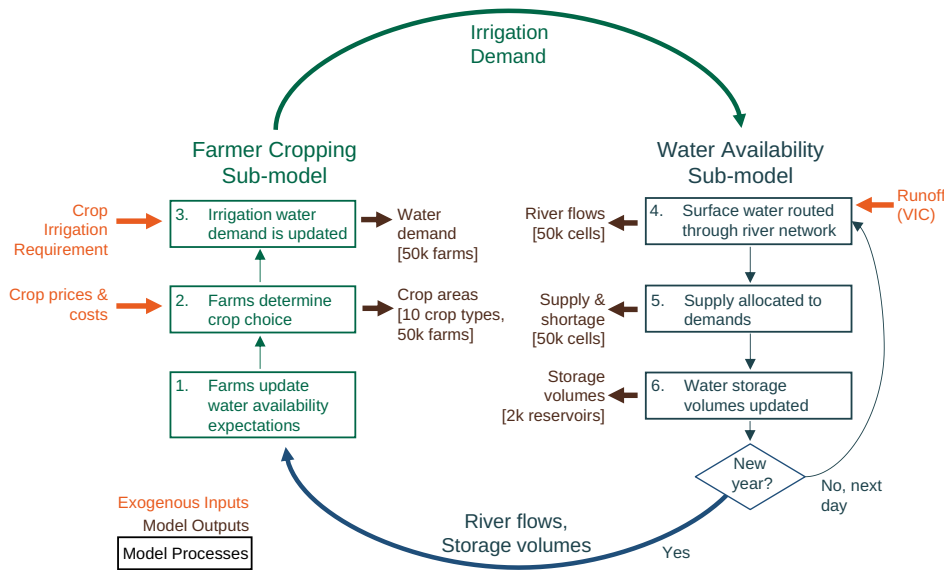 Irrigation
Demand
Farmer Cropping
Sub-model
Water Availability
Sub-model
Crop
Irrigation
Requirement
3. Irrigation water
demand is updated
Water
demand
[50k farms]
River flows
[50k cells]
4. Surface water routed
through river network
Runoff
(VIC)
Crop prices &
costs
2. Farms determine
crop choice
Crop areas
[10 crop types,
50k farms]
Supply &
shortage
[50k cells]
5. Supply allocated to
demands
1. Farms update
water availability
expectations
Storage
volumes
[2k reservoirs]
6. Water storage
volumes updated
New
year?
No, next
day
Yes
River flows,
Storage volumes
Exogenous Inputs
Model Outputs
Model Processes